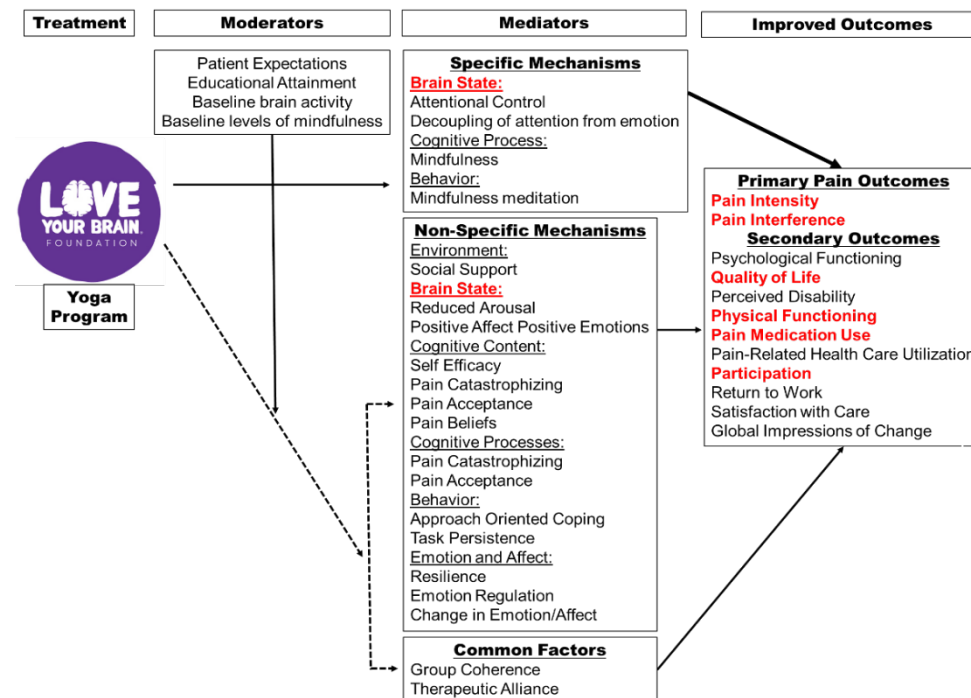 Treatment
Moderators
Mediators
Improved Outcomes
Patient Expectations
Educational Attainment
Baseline brain activity
Baseline levels of mindfulness
LOVE
YOUR BRAIN
FOUNDATION
Yoga
Program
Specific Mechanisms
Brain State:
Attentional Control
Decoupling of attention from emotion
Cognitive Process:
Mindfulness
Behavior:
Mindfulness meditation
Non-Specific Mechanisms
Environment:
Social Support
Brain State:
Reduced Arousal
Positive Affect Positive Emotions
Cognitive Content:
Self Efficacy
Pain Catastrophizing
Pain Acceptance
Pain Beliefs
Cognitive Processes:
Pain Catastrophizing
Pain Acceptance
Behavior:
Approach Oriented Coping
Task Persistence
Emotion and Affect:
Resilience
Emotion Regulation
Change in Emotion/Affect
Common Factors
Group Coherence
Therapeutic Alliance
Primary Pain Outcomes
Pain Intensity
Pain Interference
Secondary Outcomes
Psychological Functioning
Quality of Life
Perceived Disability
Physical Functioning
Pain Medication Use
Pain-Related Health Care Utilization
Participation
Return to Work
Satisfaction with Care
Global Impressions of Change